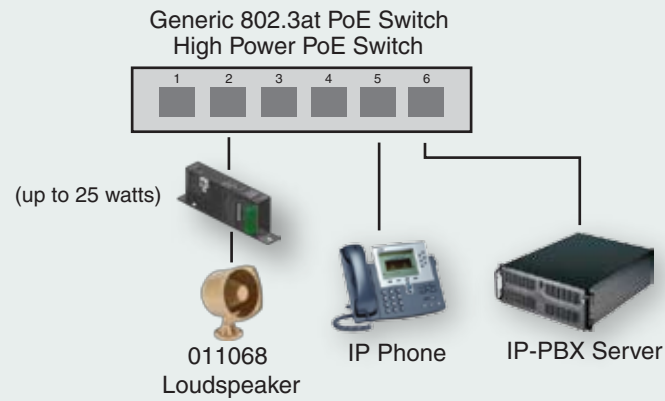 Generic 802.3at PoE Switch
High Power PoE Switch
1 2 3 4 5 6
(up to 25 watts)
011068
Loudspeaker
IP Phone
IP-PBX Server